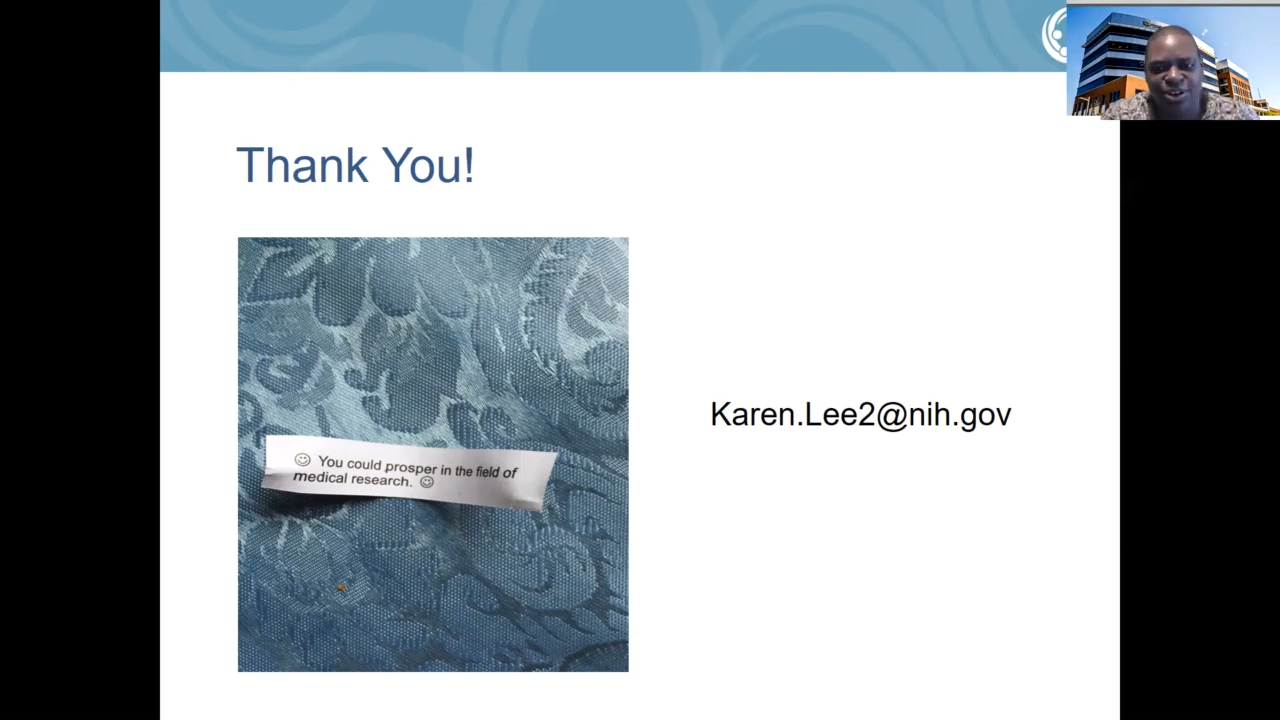 Thank You!
☺ You could prosper in the field of
medical research. ☺
Karen.Lee2@nih.gov